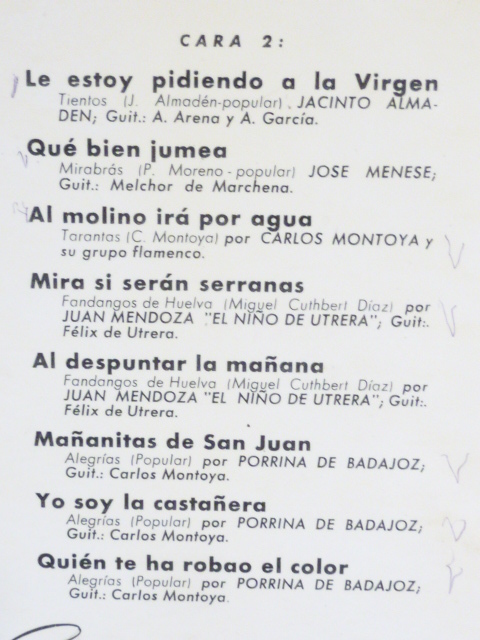 CARA 2:
Le estoy pidiendo a la Virgen
Tientos (J. Almadén-popular). JACINTO ALMA-
DEN; Guit.: A. Arena y A. García.
Qué bien jumea
Mirabrás (P. Moreno-popular) JOSE MENESE;
Guit.: Melchor de Marchena.
Al molino irá por agua
Tarantas (C. Montoya) por CARLOS MONTOYA y
su grupo flamenco.
Mira si serán serranas
Fandangos de Huelva (Miguel Cuthbert Díaz) por
JUAN MENDOZA "EL NIÑO DE UTRERA"; Guit:.
Félix de Utrera.
Al despuntar la mañana
Fandangos de Huelva (Miguel Cuthbert Díaz) por
JUAN MENDOZA "EL NIÑO DE UTRERA"; Guit:.
Félix de Utrera.
Mañanitas de San Juan
Alegrías (Popular) por PORRINA DE BADAJOZ;
Guit.: Carlos Montoya.
Yo soy la castañera
Alegrías (Popular) por PORRINA DE BADAJOZ;
Guit.: Carlos Montoya.
Quién te ha robao el color
Alegrías (Popular) por PORRINA DE BADAJOZ;
Guit.: Carlos Montoya.